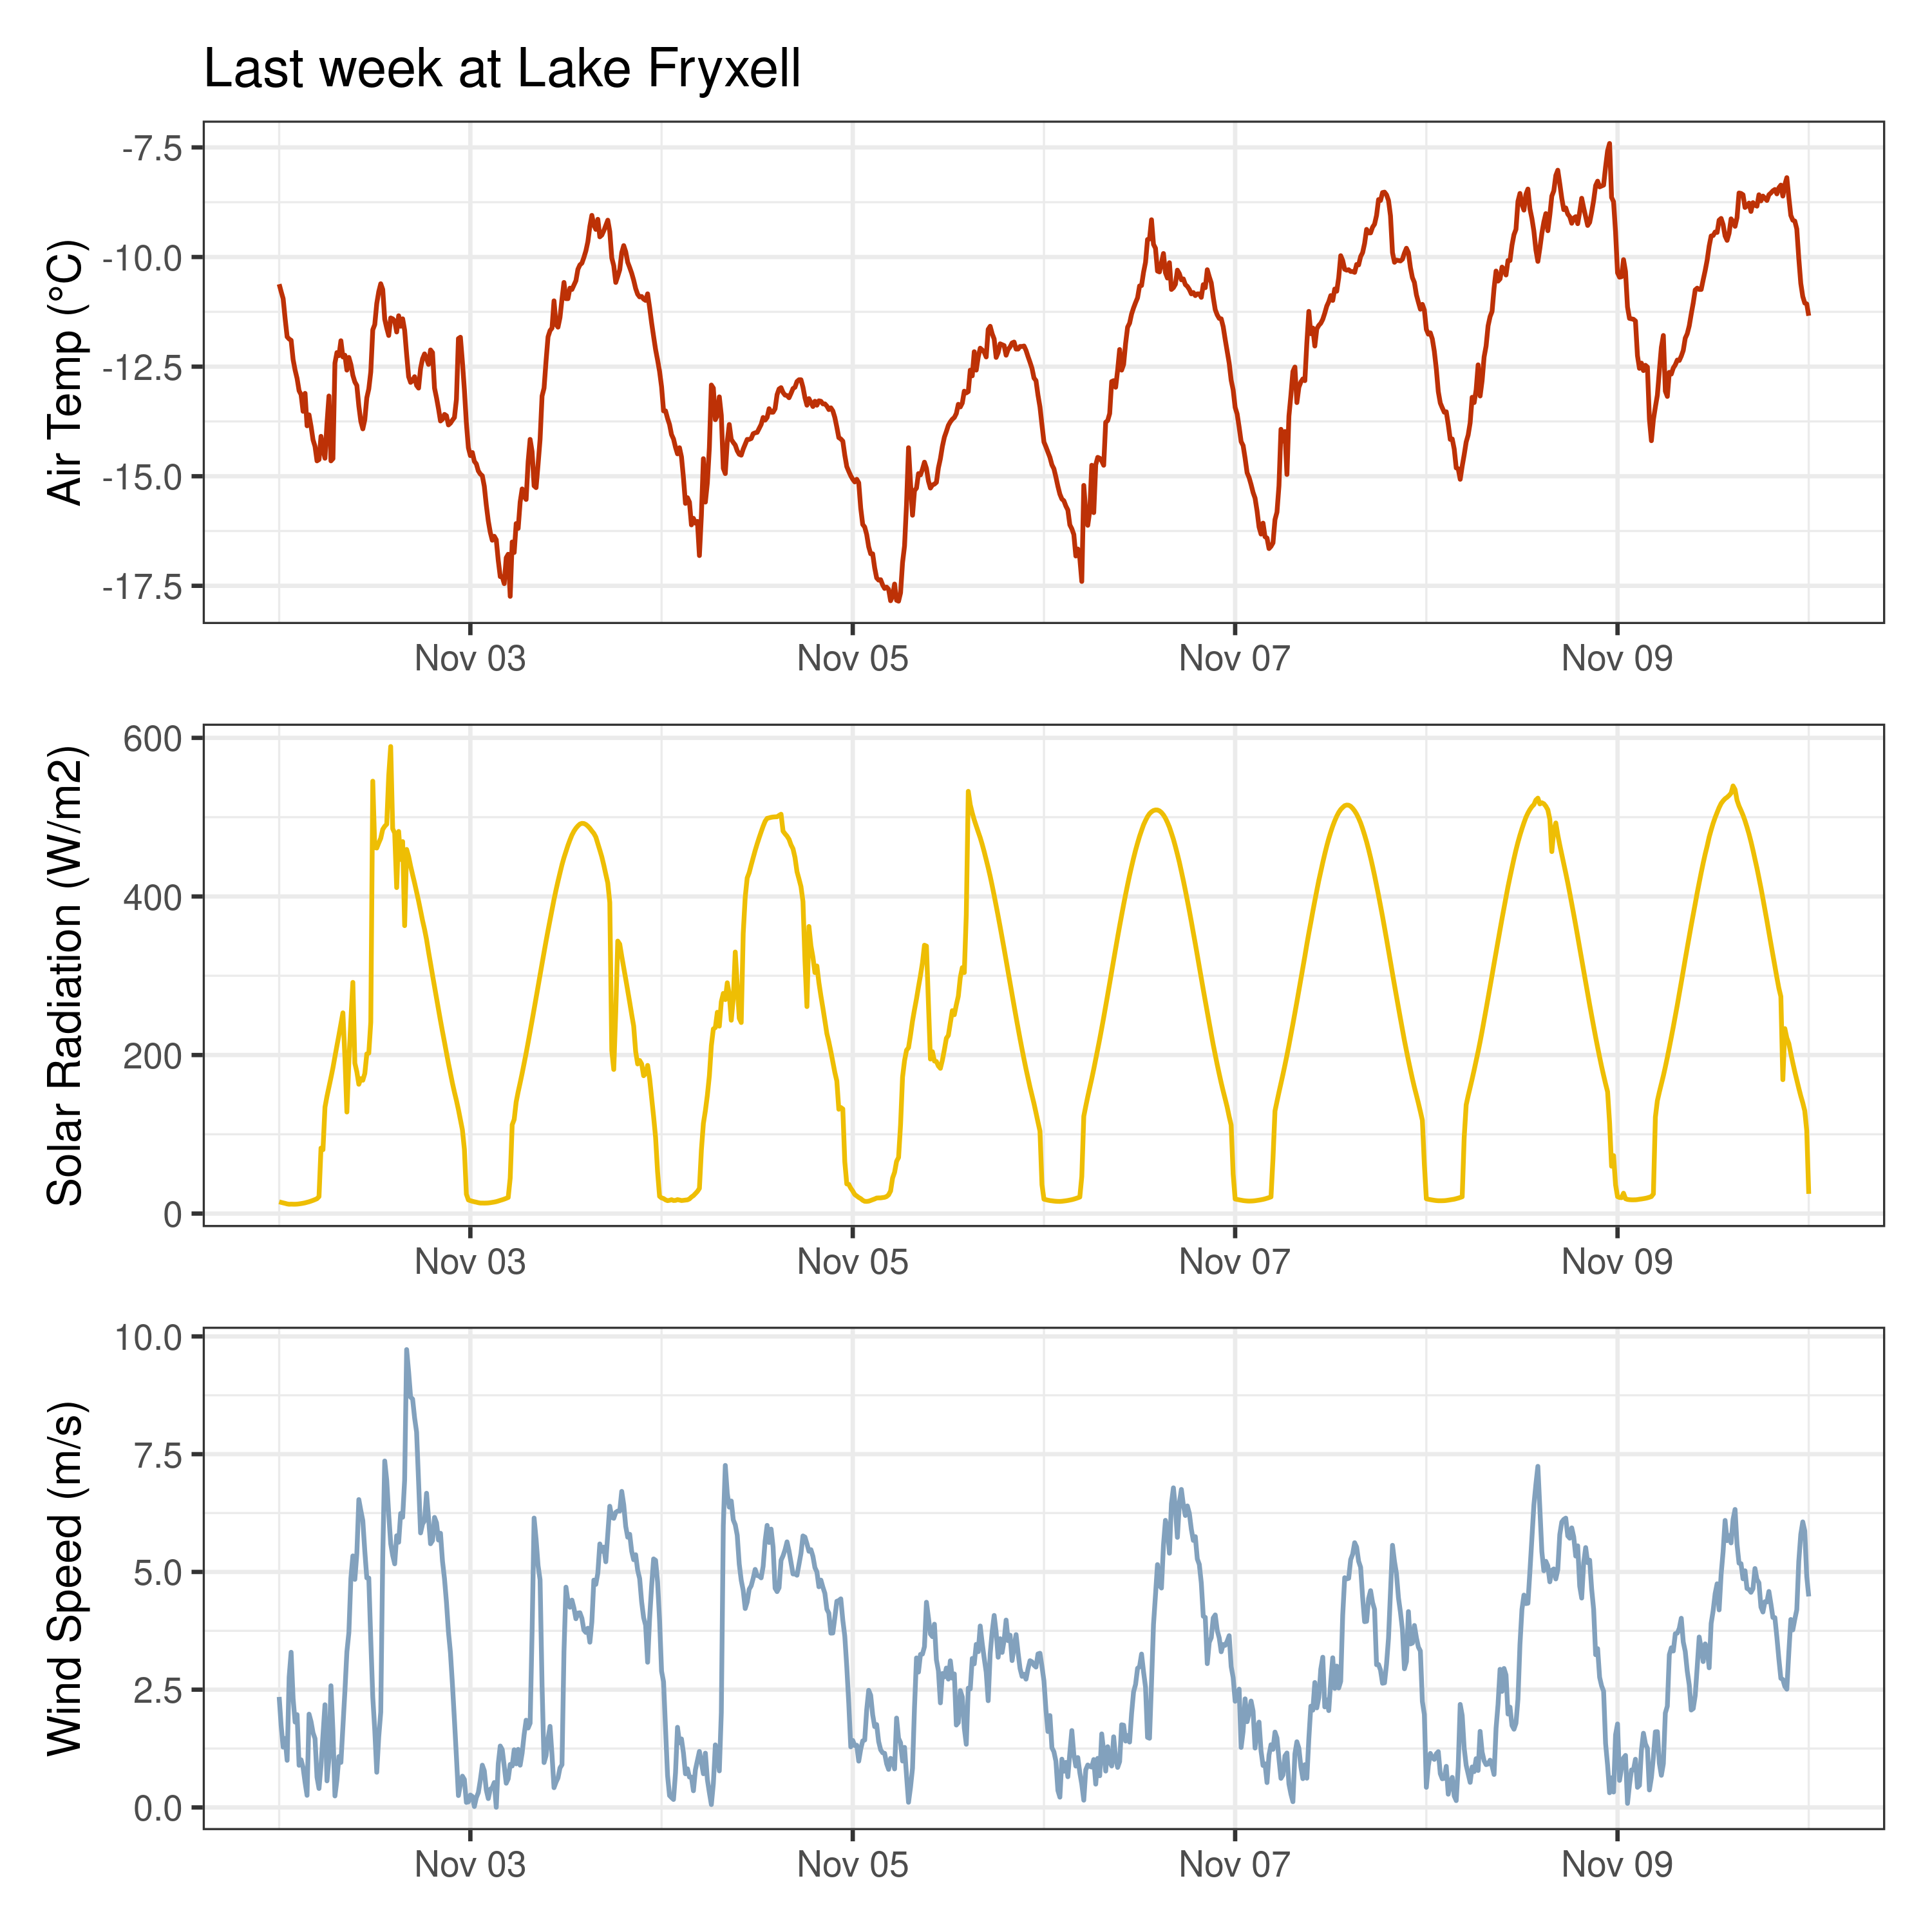 Last week at Lake Fryxell
Air Temp (°C)
-7.5
-10.0
-12.5
-15.0
-17.5
Nov 03 Nov 05 Nov 07 Nov 09
Solar Radiation (W/m2)
600
400
200
0
Nov 03 Nov 05 Nov 07 Nov 09
Wind Speed (m/s)
10.0
7.5
5.0
2.5
0.0
Nov 03 Nov 05 Nov 07 Nov 09